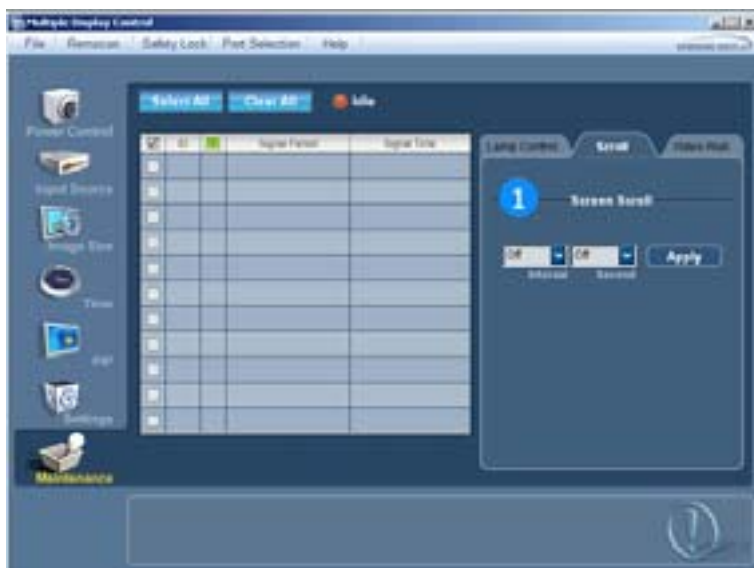 Multiple Display Control
File Remocon Safety Lock Port Selection Help
Select All Clear All Idle
Power Control
Input Source
Image Size
Time
PIP
Settings
Maintenance
ID Signal Period Signal Time
Lamp Control Scroll Video Wall
1 Screen Scroll
Off Off Apply
Interval Second